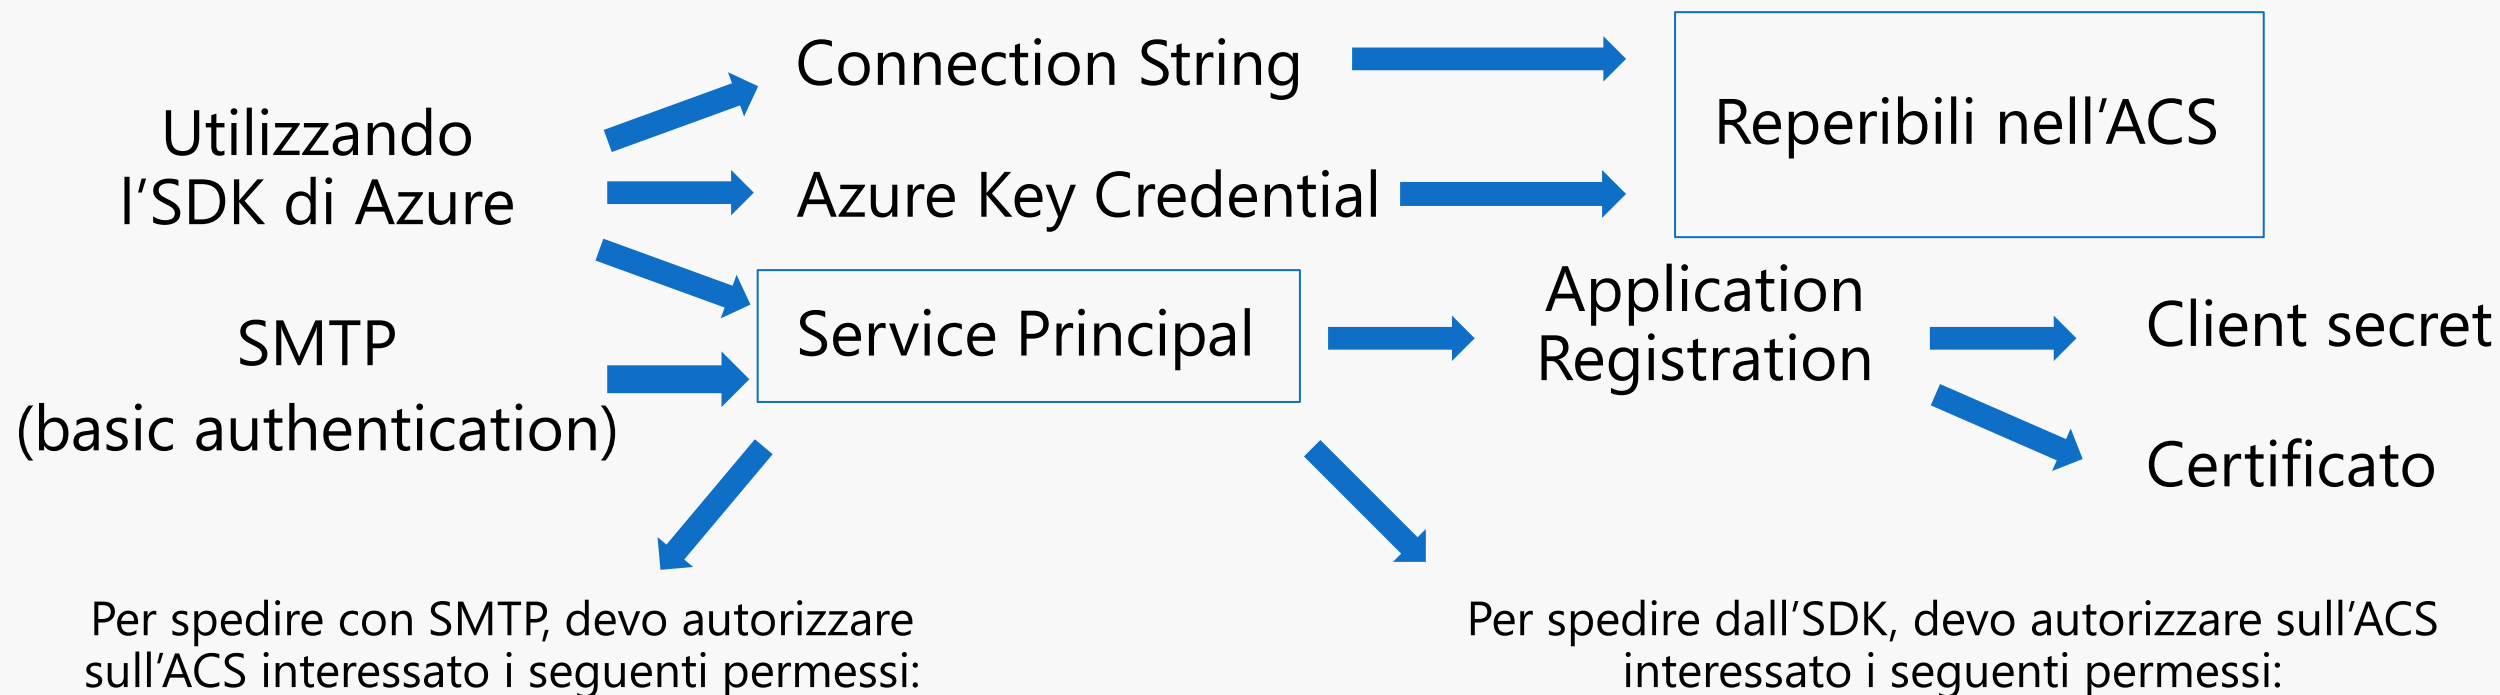 Utilizzando
l'SDK di Azure
SMTP
(basic authentication)
Connection String
Azure Key Credential
Service Principal
Reperibili nell'ACS
Application
Registration
Client secret
Certificato
Per spedire con SMTP, devo autorizzare
sull'ACS interessato i seguenti permessi:
Per spedire dall'SDK, devo autorizzare sull'ACS
interessato i seguenti permessi: